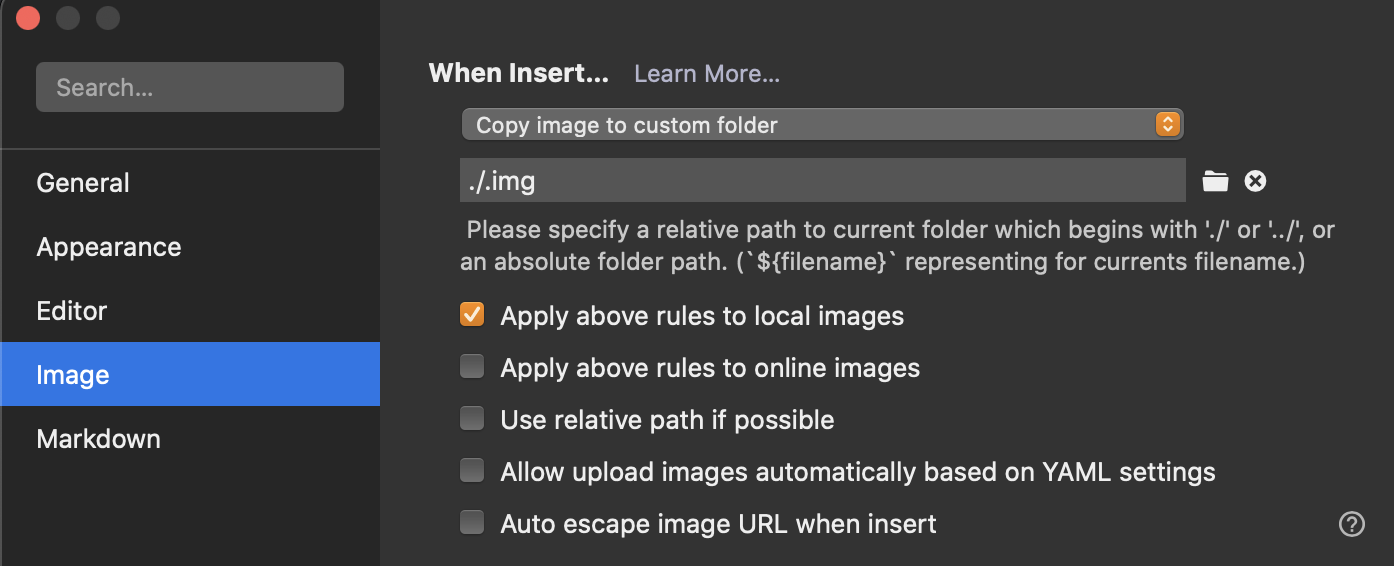 Search...
General
Appearance
Editor
Image
Markdown
When Insert... Learn More...
Copy image to custom folder
./.img
Please specify a relative path to current folder which begins with './' or '../', or
an absolute folder path. (`${filename}` representing for currents filename.)
Apply above rules to local images
Apply above rules to online images
Use relative path if possible
Allow upload images automatically based on YAML settings
Auto escape image URL when insert
?